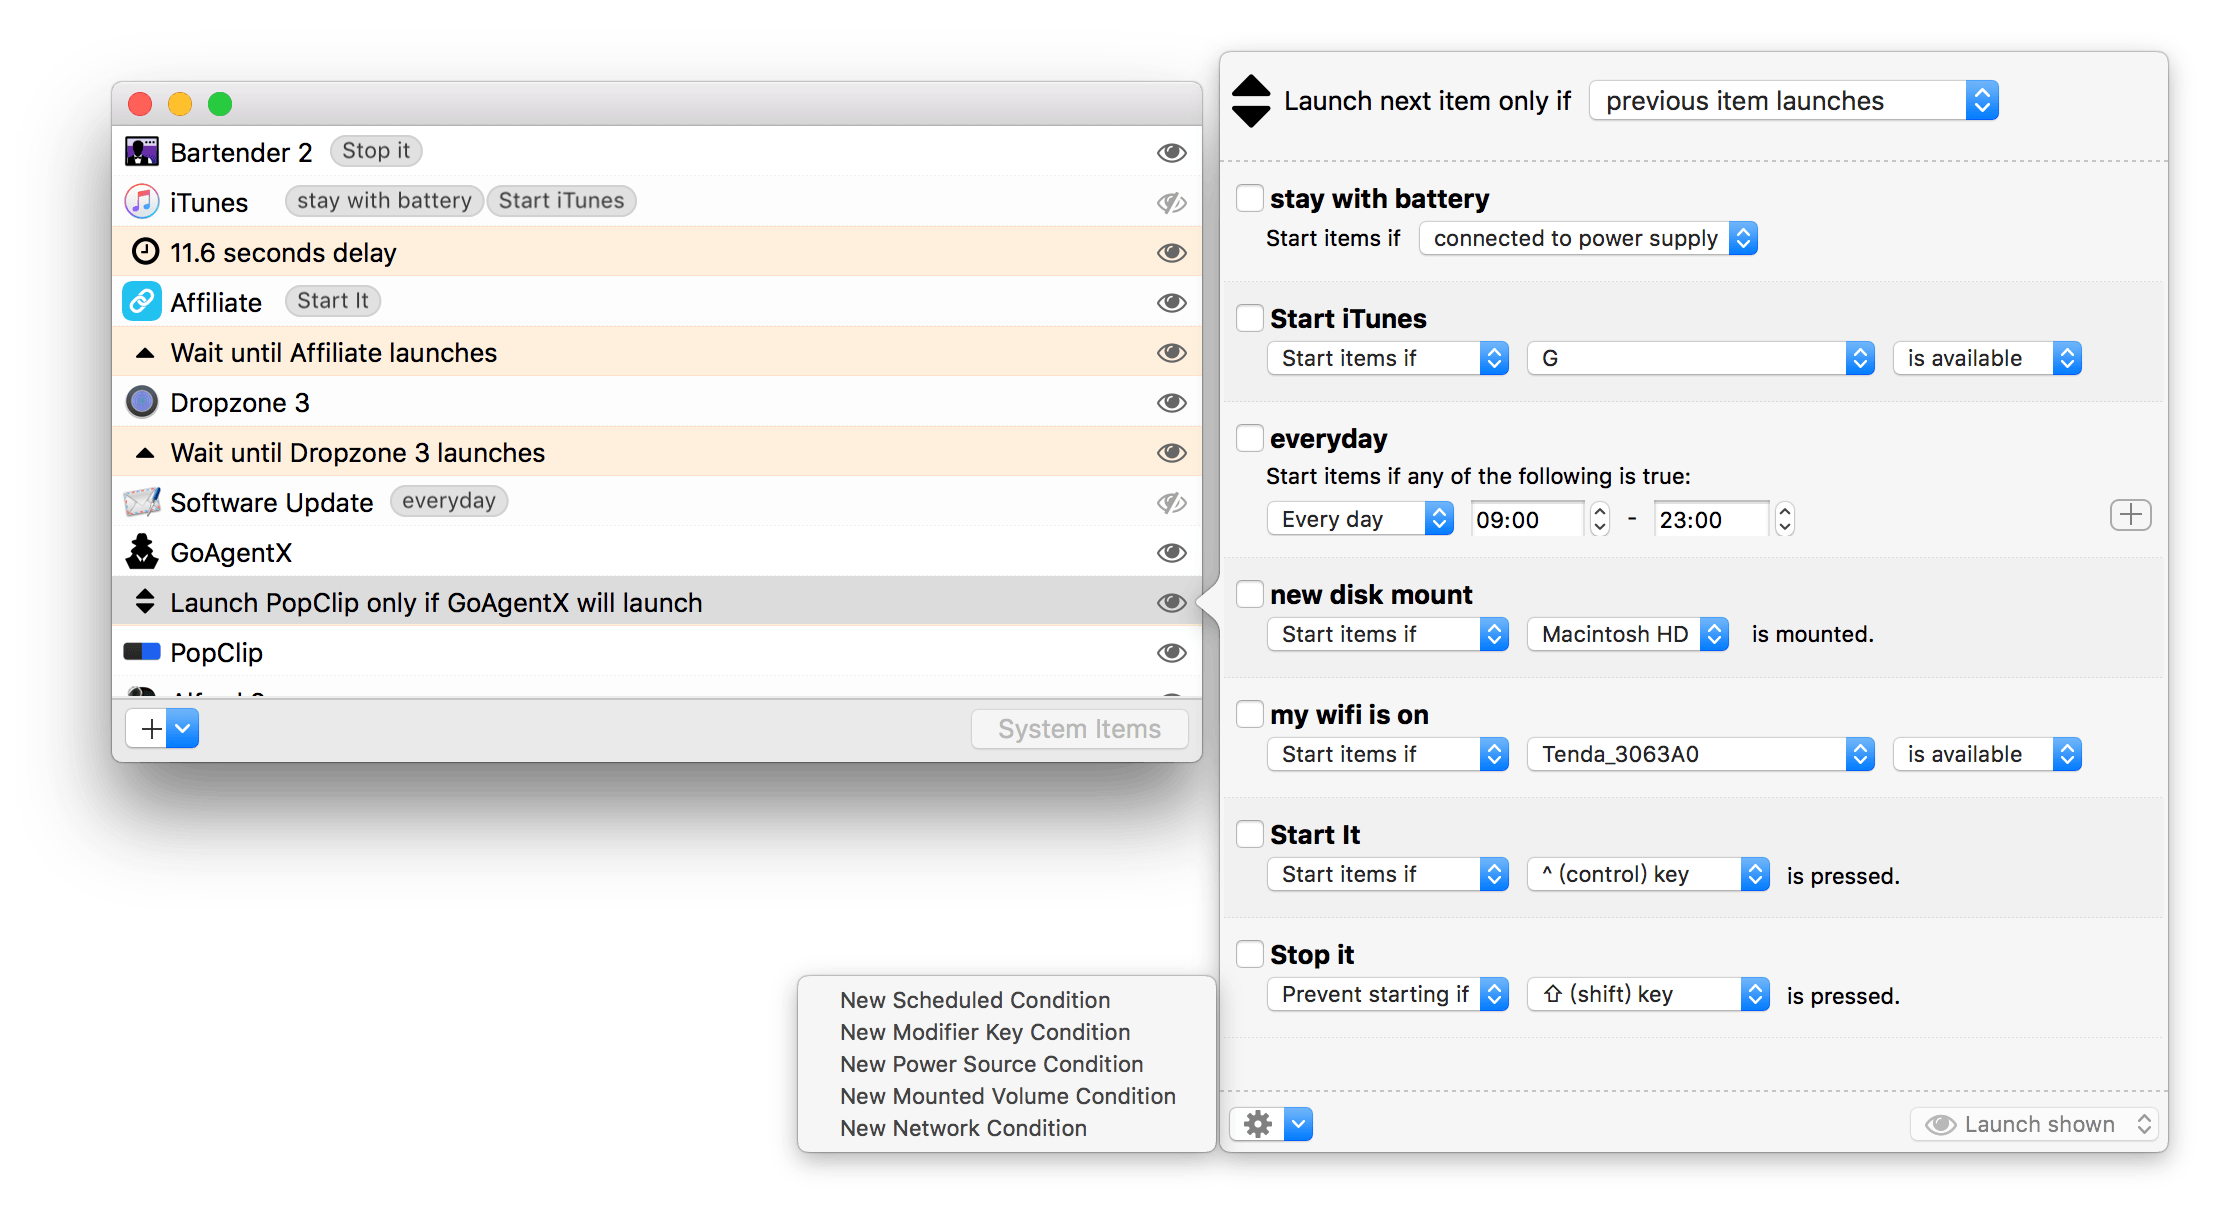 Bartender 2 Stop it
iTunes stay with battery Start iTunes
11.6 seconds delay
Affiliate Start It
Wait until Affiliate launches
Dropzone 3
Wait until Dropzone 3 launches
Software Update everyday
GoAgentX
Launch PopClip only if GoAgentX will launch
PopClip
System Items
Launch next item only if previous item launches
stay with battery
Start items if connected to power supply
Start iTunes
Start items if G is available
everyday
Start items if any of the following is true:
Every day 09:00 - 23:00
new disk mount
Start items if Macintosh HD is mounted.
my wifi is on
Start items if Tenda_3063A0 is available
Start It
Start items if ^ (control) key is pressed.
Stop it
Prevent starting if ⇧ (shift) key is pressed.
Launch shown
New Scheduled Condition
New Modifier Key Condition
New Power Source Condition
New Mounted Volume Condition
New Network Condition